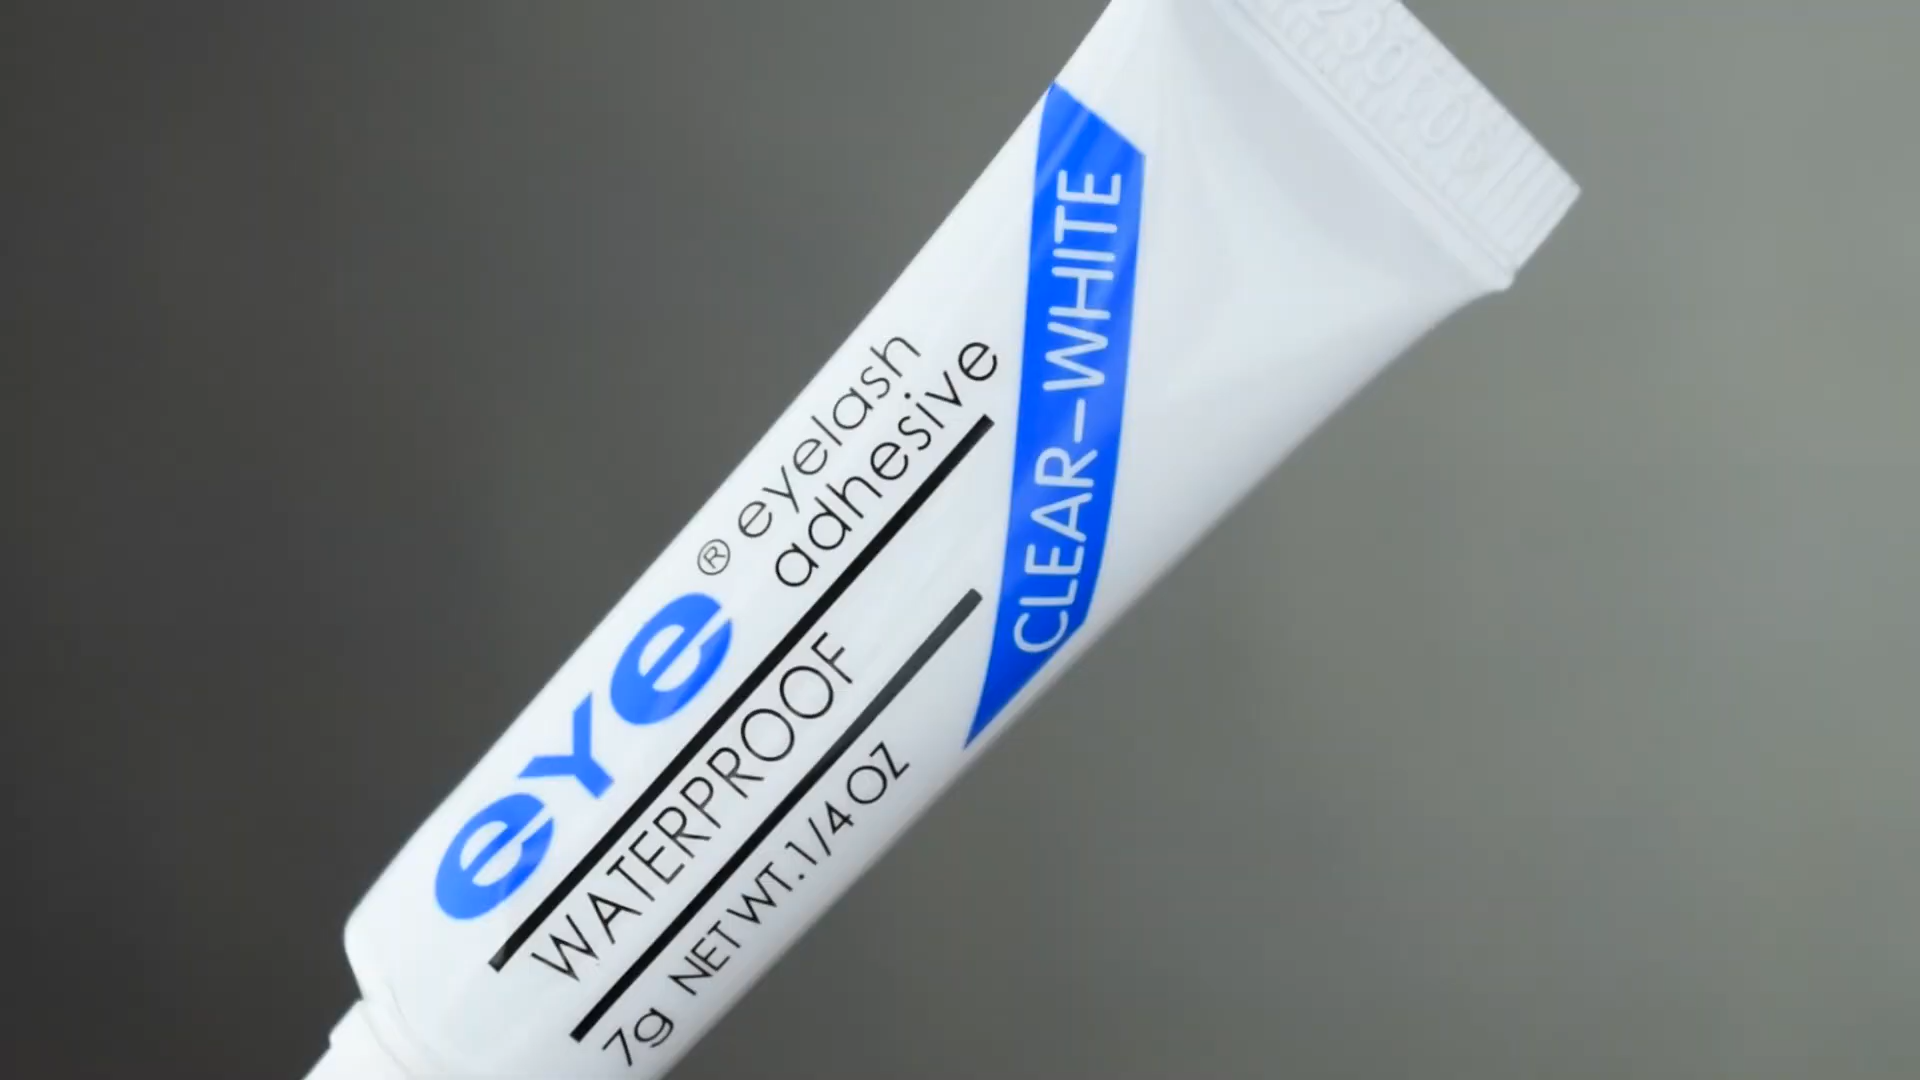 eye® eyelash
adhesive
WATERPROOF
7g NET WT.1/4 OZ
CLEAR–WHITE